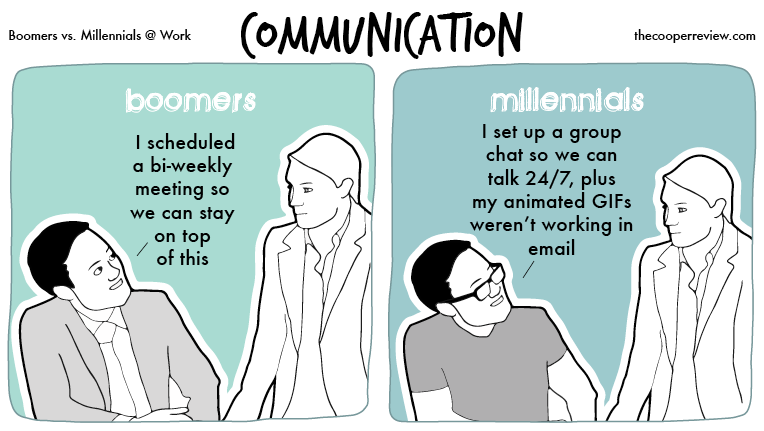 Boomers vs. Millennials @ Work
COMMUNICATION
thecooperreview.com
boomers
I scheduled
a bi-weekly
meeting so
we can stay
on top
of this
millennials
I set up a group
chat so we can
talk 24/7, plus
my animated GIFs
weren't working in
email